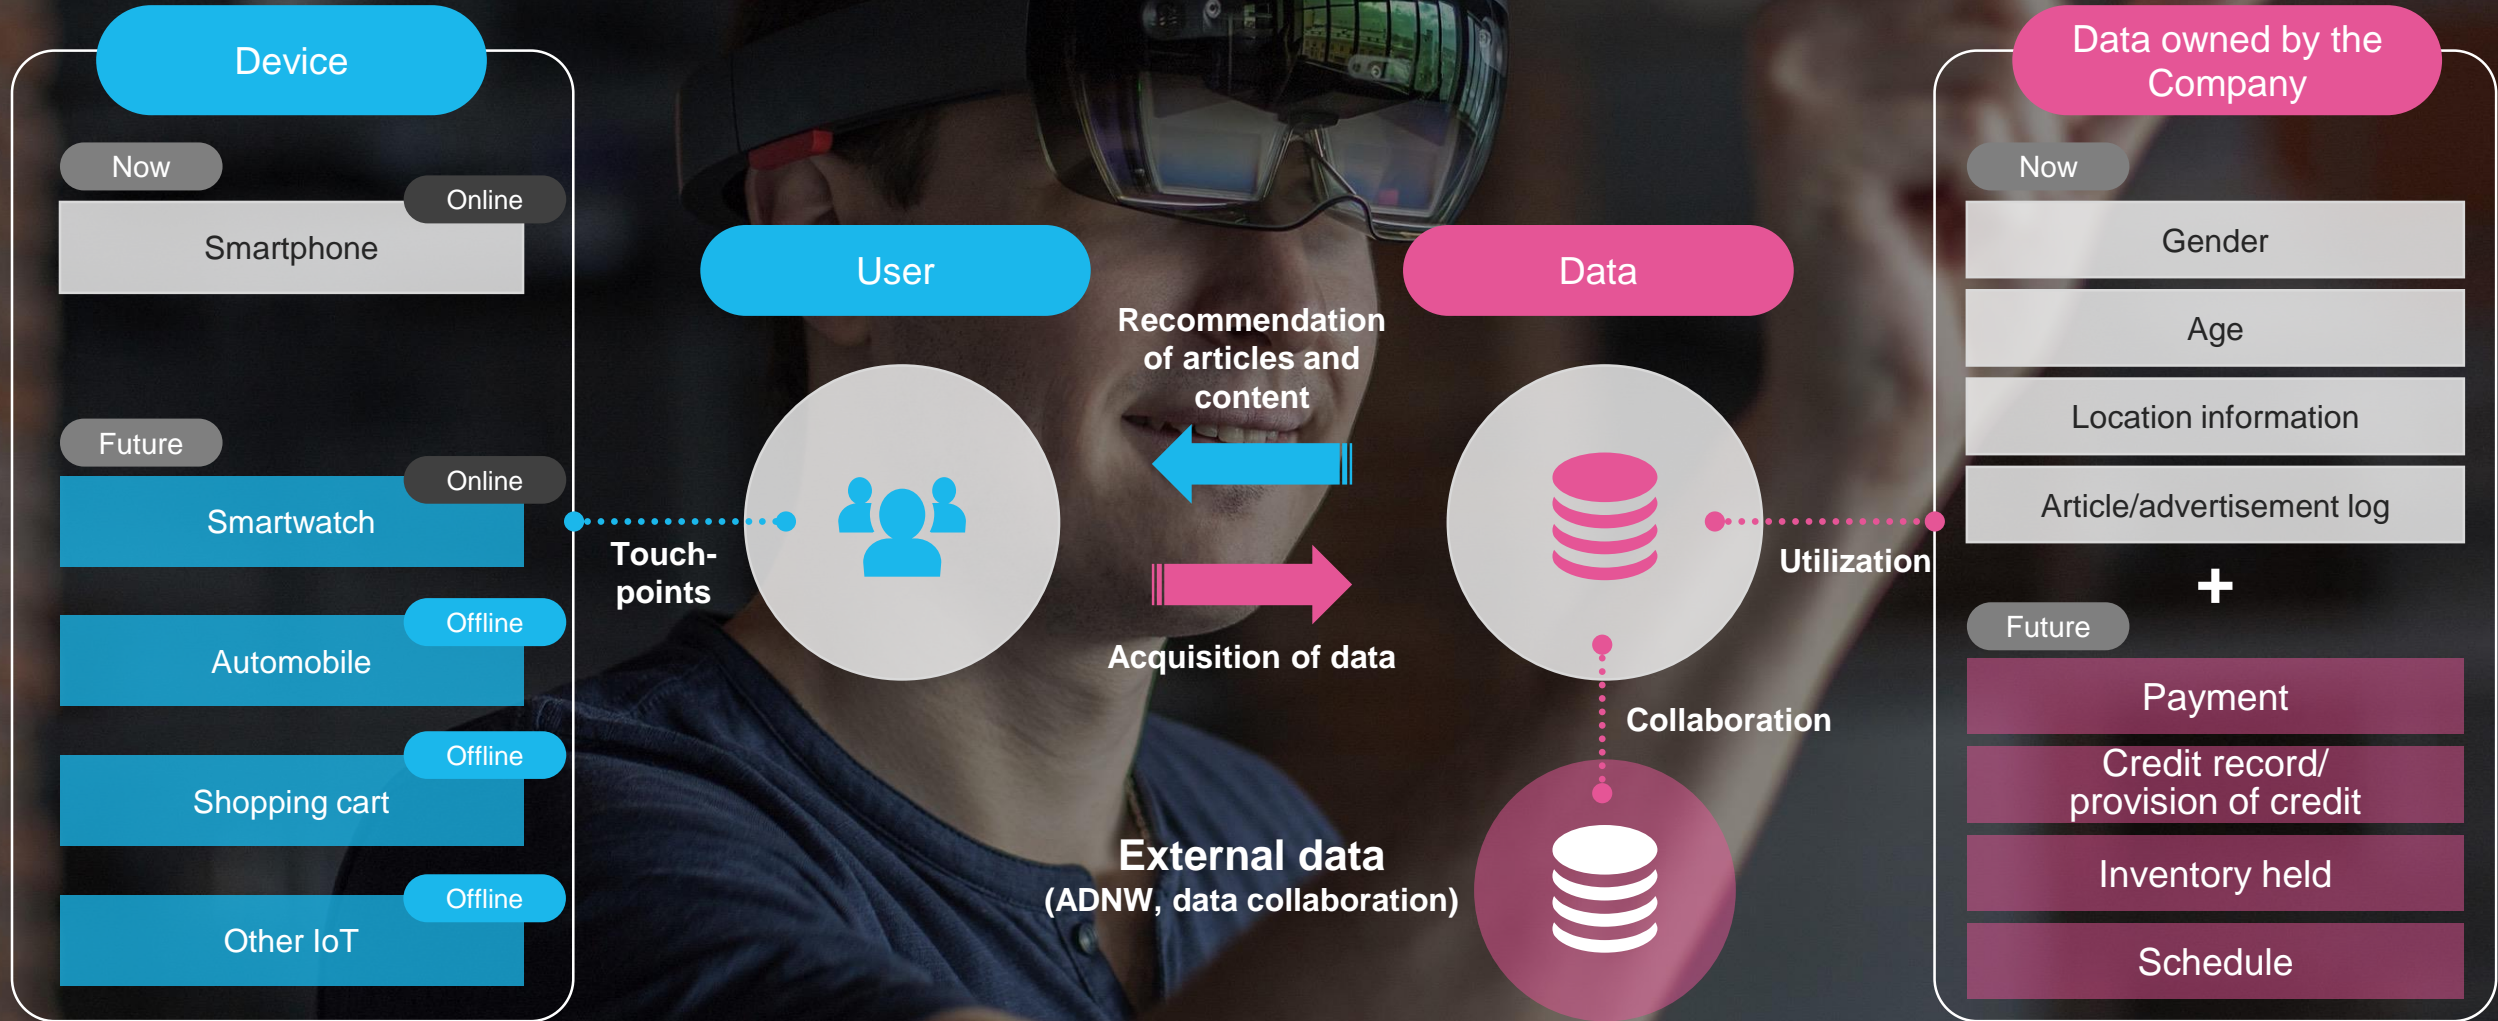 Device
Now
Online
Smartphone
Future
Online
Smartwatch
Offline
Automobile
Offline
Shopping cart
Offline
Other IoT
Touch-
points
User
Recommendation
of articles and
content
Acquisition of data
Data
Utilization
Collaboration
External data
(ADNW, data collaboration)
Data owned by the
Company
Now
Gender
Age
Location information
Article/advertisement log
+
Future
Payment
Credit record/
provision of credit
Inventory held
Schedule